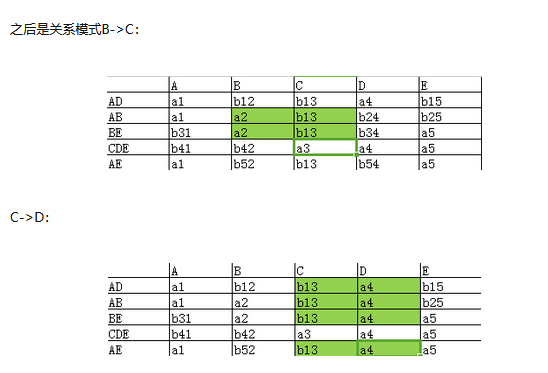 之后是关系模式B->C：
A B C D E
AD a1 b12 b13 a4 b15
AB a1 a2 b13 b24 b25
BE b31 a2 b13 b34 a5
CDE b41 b42 a3 a4 a5
AE a1 b52 b13 b54 a5
C->D：
A B C D E
AD a1 b12 b13 a4 b15
AB a1 a2 b13 a4 b25
BE b31 a2 b13 a4 a5
CDE b41 b42 a3 a4 a5
AE a1 b52 b13 a4 a5